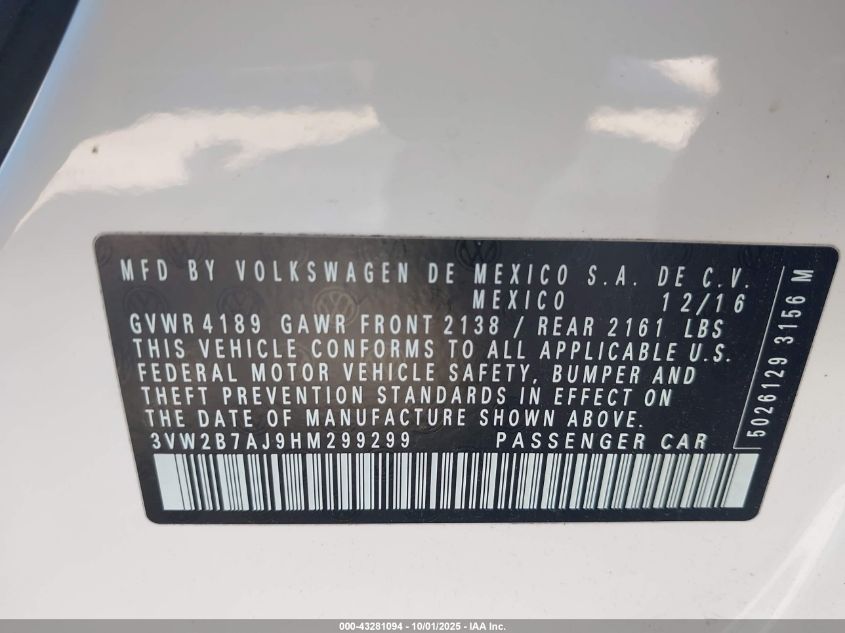 MFD BY VOLKSWAGEN DE MEXICO S.A. DE C.V.
MEXICO 12/16
GVWR 4189 GAWR FRONT 2138 / REAR 2161 LBS
THIS VEHICLE CONFORMS TO ALL APPLICABLE U.S.
FEDERAL MOTOR VEHICLE SAFETY, BUMPER AND
THEFT PREVENTION STANDARDS IN EFFECT ON
THE DATE OF MANUFACTURE SHOWN ABOVE.
3VW2B7AJ9HM299299 PASSENGER CAR
5026129 3156 M
000-43281094 - 10/01/2025 - IAA Inc.